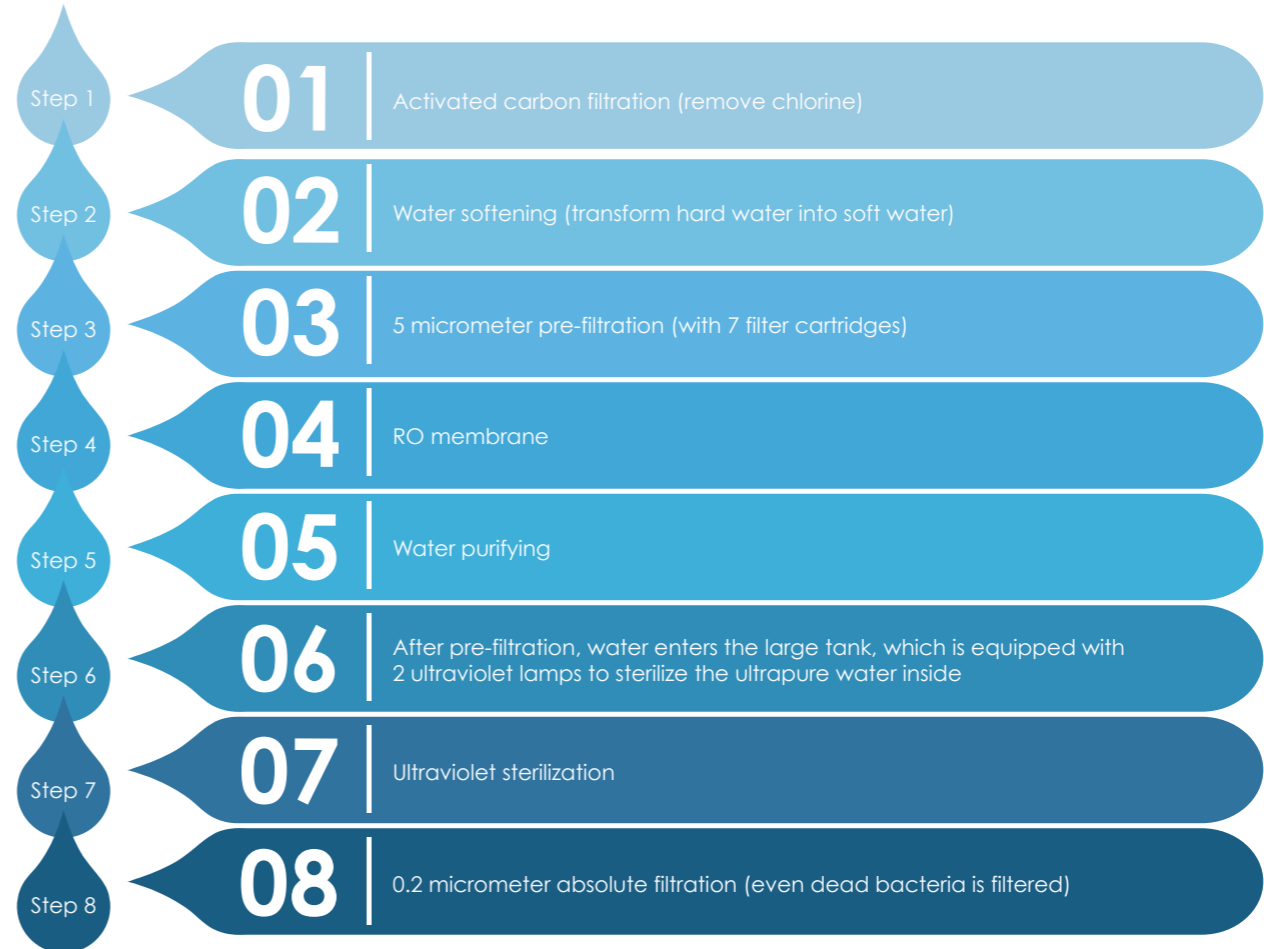 Step 1
01
Activated carbon filtration (remove chlorine)
Step 2
02
Water softening (transform hard water into soft water)
Step 3
03
5 micrometer pre-filtration (with 7 filter cartridges)
Step 4
04
RO membrane
Step 5
05
Water purifying
Step 6
06
After pre-filtration, water enters the large tank, which is equipped with
2 ultraviolet lamps to sterilize the ultrapure water inside
Step 7
07
Ultraviolet sterilization
Step 8
08
0.2 micrometer absolute filtration (even dead bacteria is filtered)